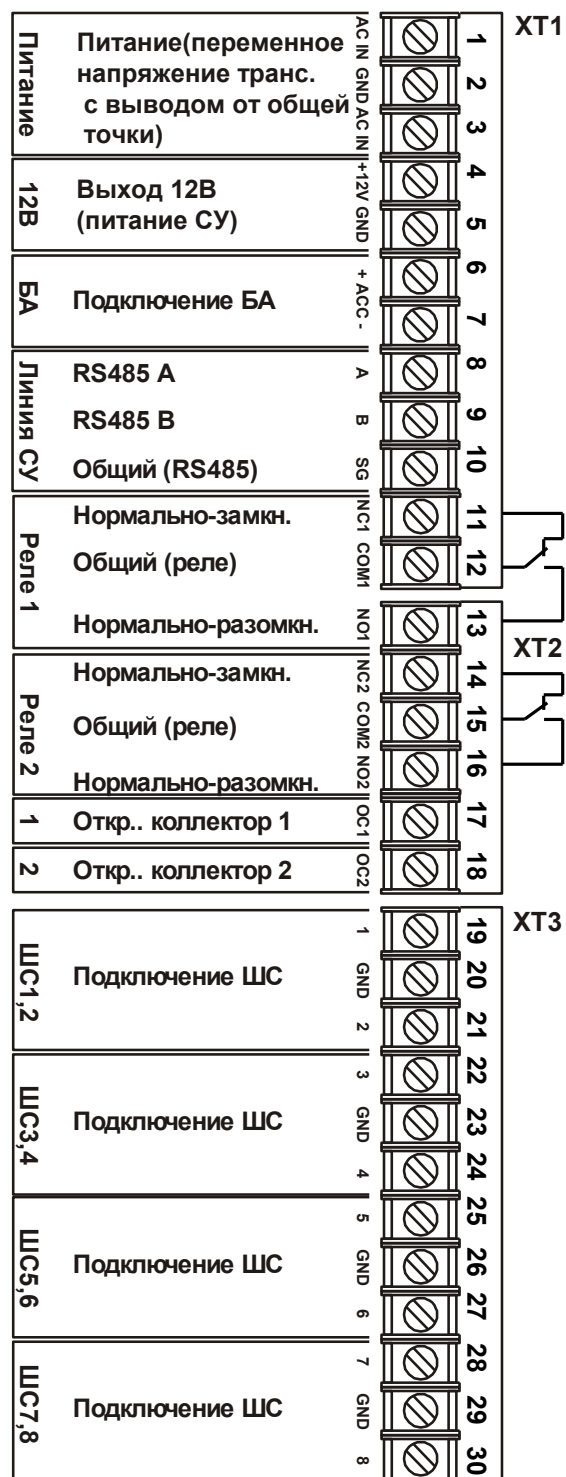 XT1
Питание
Питание(переменное
напряжение транс.
с выводом от общей
точки)
AC IN
GND
AC IN
1
2
3
12В
Выход 12В
(питание СУ)
+12V
GND
4
5
БА
Подключение БА
+ ACC -
6
7
Линия СУ
RS485 A
A
8
RS485 B
B
9
Общий (RS485)
SG
10
Реле 1
Нормально-замкн.
NC1
11
Общий (реле)
COM1
12
Нормально-разомкн.
NO1
13
XT2
Реле 2
Нормально-замкн.
NC2
14
Общий (реле)
COM2
15
Нормально-разомкн.
NO2
16
1
Откр.. коллектор 1
OC1
17
2
Откр.. коллектор 2
OC2
18
XT3
ШС1,2
Подключение ШС
1
GND
2
19
20
21
ШС3,4
Подключение ШС
3
GND
4
22
23
24
ШС5,6
Подключение ШС
5
GND
6
25
26
27
ШС7,8
Подключение ШС
7
GND
8
28
29
30